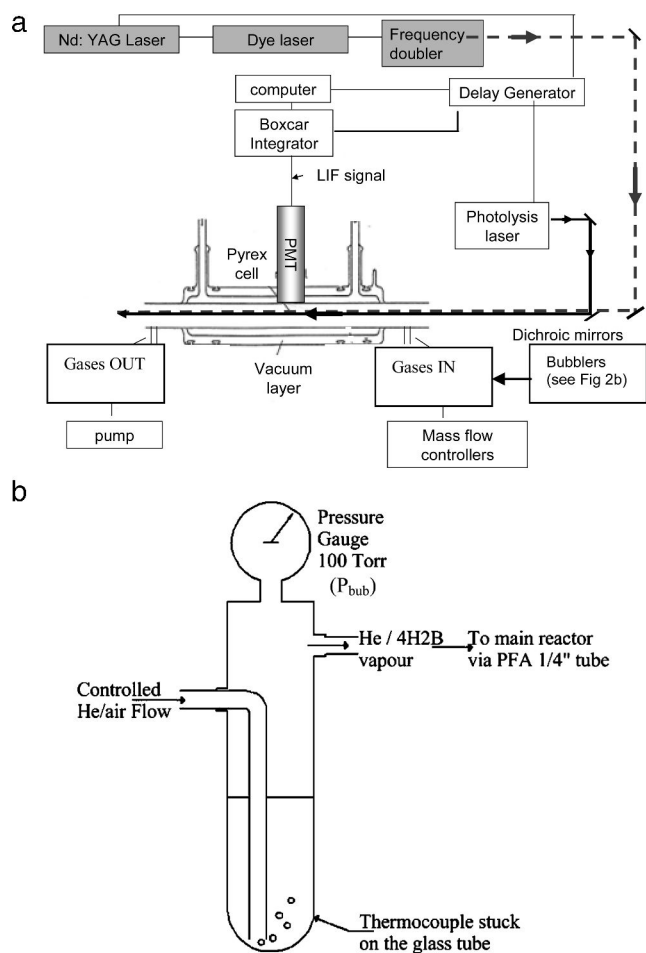 a
Nd: YAG Laser
Dye laser
Frequency
doubler
computer
Delay Generator
Boxcar
Integrator
LIF signal
Photolysis
laser
PMT
Pyrex
cell
Dichroic mirrors
Gases OUT
Vacuum
layer
Gases IN
Bubblers
(see Fig 2b)
pump
Mass flow
controllers
b
Pressure
Gauge
100 Torr
(Pbub)
He / 4H2B
vapour
To main reactor
via PFA 1/4" tube
Controlled
He/air Flow
Thermocouple stuck
on the glass tube